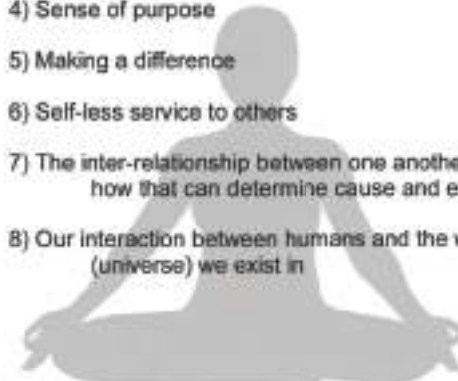 4) Sense of purpose
5) Making a difference
6) Self-less service to others
7) The inter-relationship between one
how that can determine cause and
8) Our interaction between humans and the
(universe) we exist in